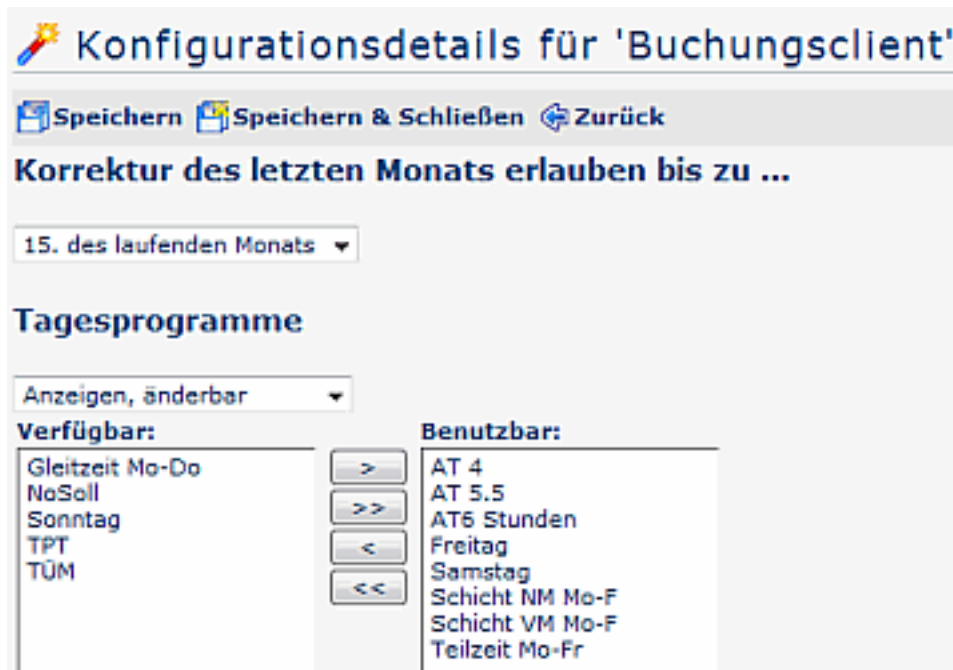 Konfigurationsdetails für 'Buchungsclient'
Speichern Speichern & Schließen Zurück
Korrektur des letzten Monats erlauben bis zu ...
15. des laufenden Monats
Tagesprogramme
Anzeigen, änderbar
Verfügbar:
Gleitzeit Mo-Do
NoSoll
Sonntag
TPT
TÜM
>
>>
<
<<
Benutzbar:
AT 4
AT 5.5
AT6 Stunden
Freitag
Samstag
Schicht NM Mo-F
Schicht VM Mo-F
Teilzeit Mo-Fr